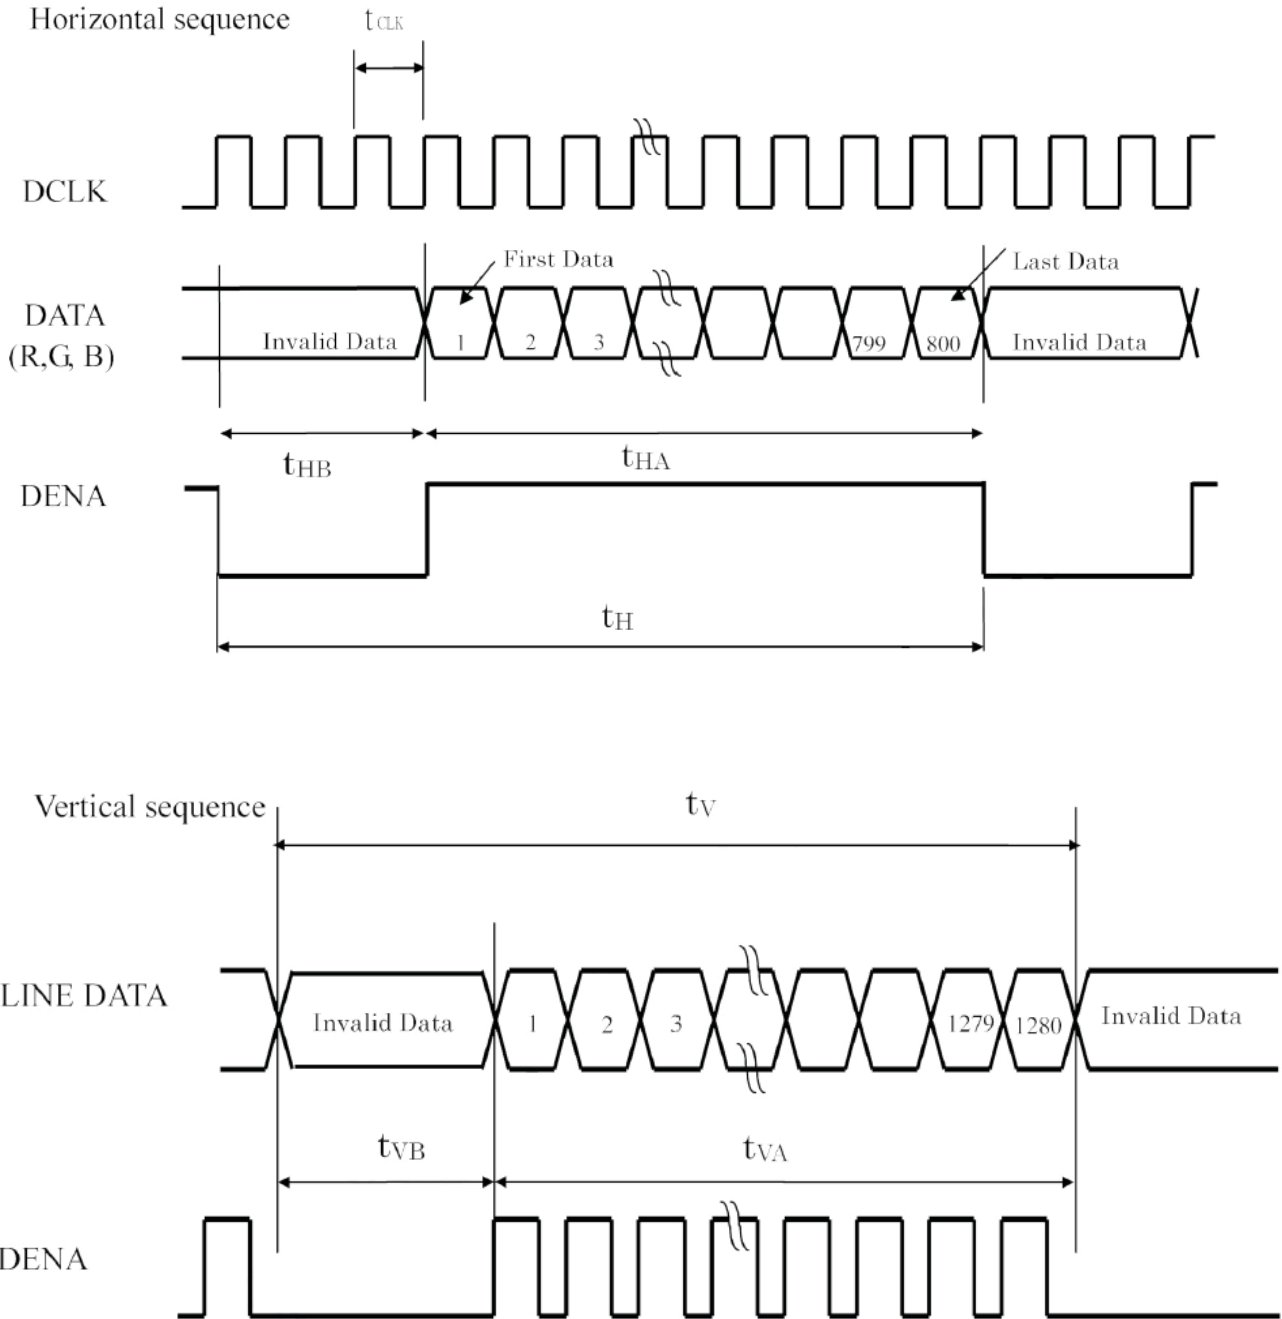 Horizontal sequence
tCLK
DCLK
First Data
Last Data
DATA
(R,G, B)
Invalid Data 1 2 3 799 800 Invalid Data
tHB
tHA
DENA
tH
Vertical sequence
tV
LINE DATA
Invalid Data 1 2 3 1279 1280 Invalid Data
tVB
tVA
DENA